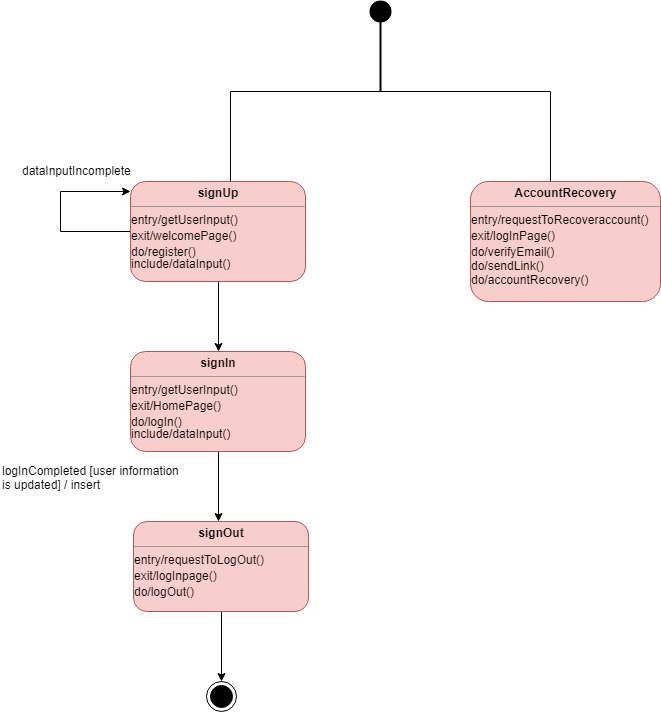 dataInputIncomplete
signUp
entry/getUserInput()
exit/welcomePage()
do/register()
include/dataInput()
AccountRecovery
entry/requestToRecoveraccount()
exit/logInPage()
do/verifyEmail()
do/sendLink()
do/accountRecovery()
signIn
entry/getUserInput()
exit/HomePage()
do/logIn()
include/dataInput()
logInCompleted [user information
is updated] / insert
signOut
entry/requestToLogOut()
exit/logInpage()
do/logOut()